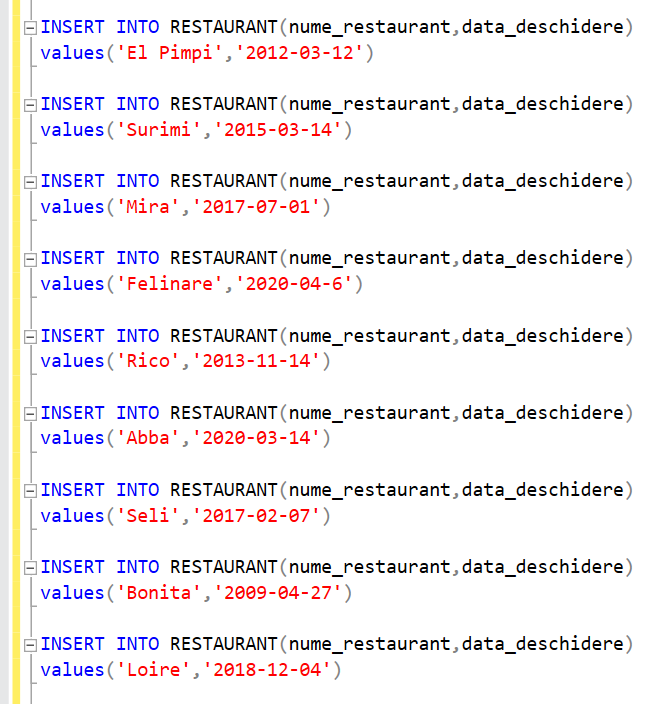 INSERT INTO RESTAURANT(nume_restaurant,data_deschidere)
values('El Pimpi','2012-03-12')
INSERT INTO RESTAURANT(nume_restaurant,data_deschidere)
values('Surimi','2015-03-14')
INSERT INTO RESTAURANT(nume_restaurant,data_deschidere)
values('Mira','2017-07-01')
INSERT INTO RESTAURANT(nume_restaurant,data_deschidere)
values('Felinare','2020-04-6')
INSERT INTO RESTAURANT(nume_restaurant,data_deschidere)
values('Rico','2013-11-14')
INSERT INTO RESTAURANT(nume_restaurant,data_deschidere)
values('Abba','2020-03-14')
INSERT INTO RESTAURANT(nume_restaurant,data_deschidere)
values('Seli','2017-02-07')
INSERT INTO RESTAURANT(nume_restaurant,data_deschidere)
values('Bonita','2009-04-27')
INSERT INTO RESTAURANT(nume_restaurant,data_deschidere)
values('Loire','2018-12-04')